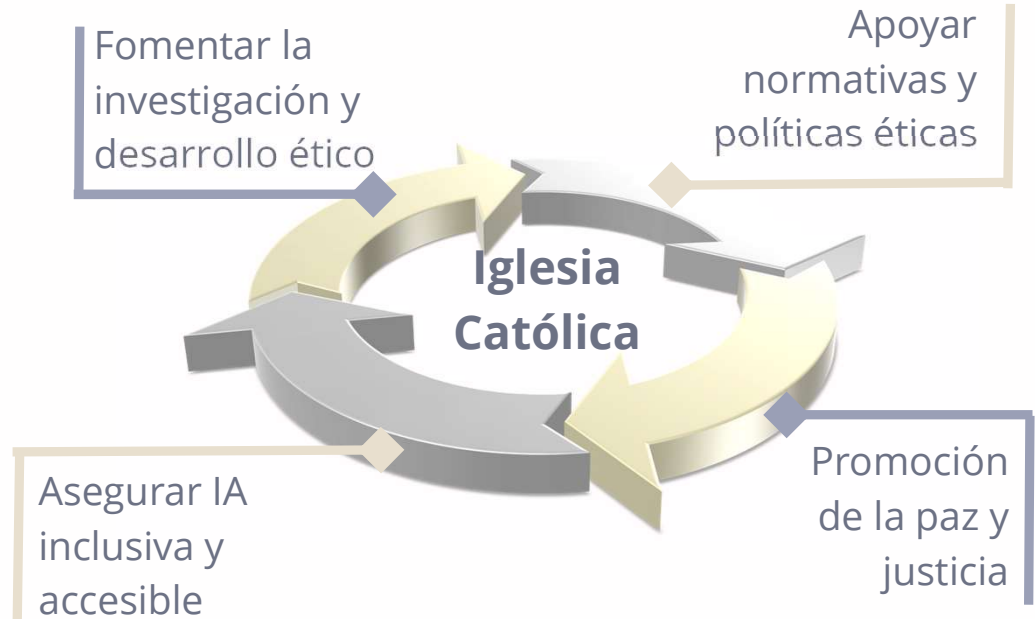 Fomentar la
investigación y
desarrollo ético
Apoyar
normativas y
políticas éticas
Iglesia
Católica
Asegurar IA
inclusiva y
accesible
Promoción
de la paz y
justicia